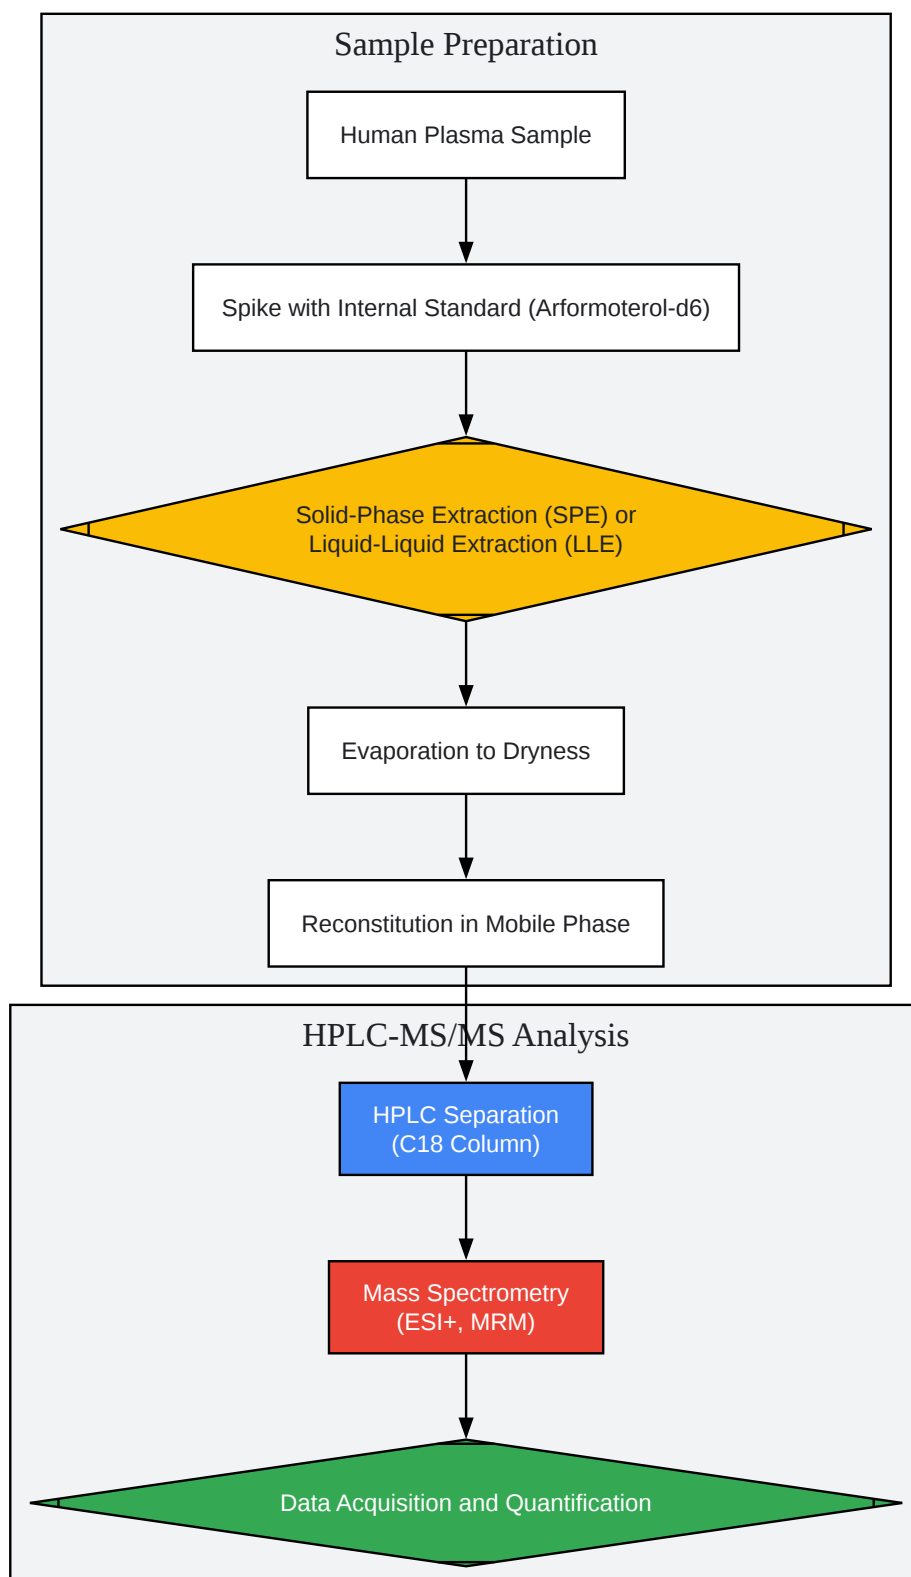 Sample Preparation
Human Plasma Sample
Spike with Internal Standard (Arformoterol-d6)
Solid-Phase Extraction (SPE) or
Liquid-Liquid Extraction (LLE)
Evaporation to Dryness
Reconstitution in Mobile Phase
HPLC-MS/MS Analysis
HPLC Separation
(C18 Column)
Mass Spectrometry
(ESI+, MRM)
Data Acquisition and Quantification